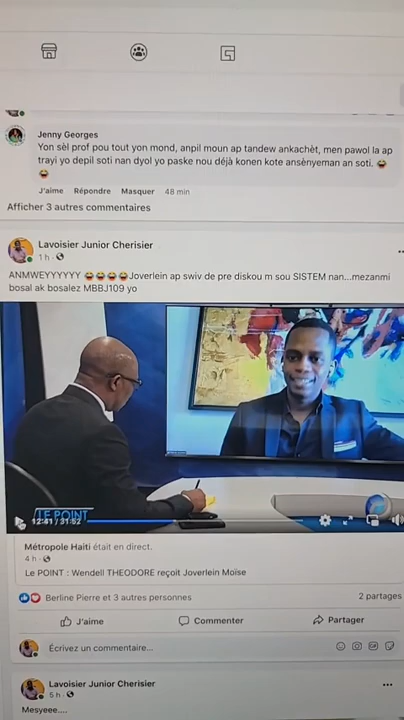 Jenny Georges
Yon sèl prof pou tout yon mond, anpil moun ap tandew ankachèt, men pawol la ap
trayi yo depil soti nan dyol yo paske nou déjà konen kote ansènyeman an soti. 😂
😂
J'aime Répondre Masquer 48 min
Afficher 3 autres commentaires
Lavoisier Junior Cherisier
1 h ·
ANMWEYYYYYY 😂😂😂😂Joverlein ap swiv de pre diskou m sou SISTEM nan...mezanmi
bosal ak bosalez MBBJ109 yo
LE POINT
12:41 / 31:52
Métropole Haiti était en direct.
4 h ·
Le POINT : Wendell THEODORE reçoit Joverlein Moïse
Berline Pierre et 3 autres personnes 2 partages
J'aime Commenter Partager
Écrivez un commentaire...
Lavoisier Junior Cherisier
5 h ·
Mesyeee....